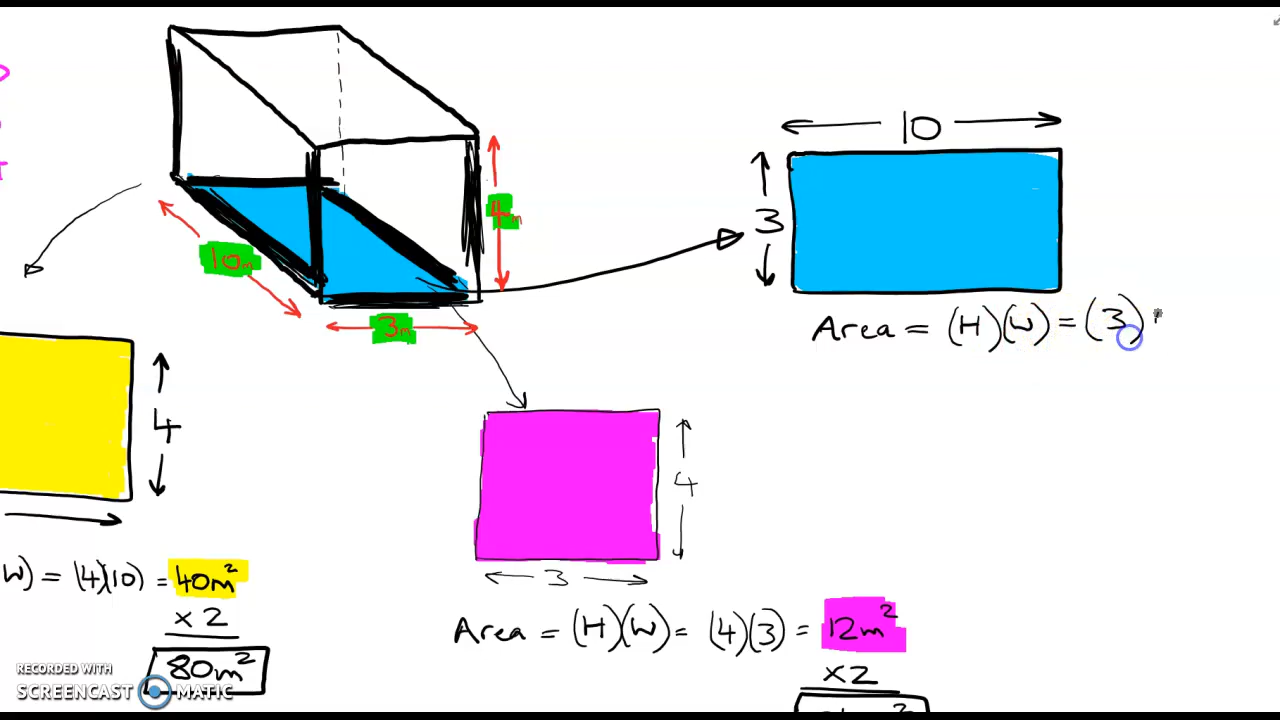 10
4m
3
10m
3m
Area = (H)(W) = (3)
4
4
3
W) = (4)(10) = 40m²
x 2
80m²
Area = (H)(W) = (4)(3) = 12m²
x 2
RECORDED WITH
SCREENCAST MATIC